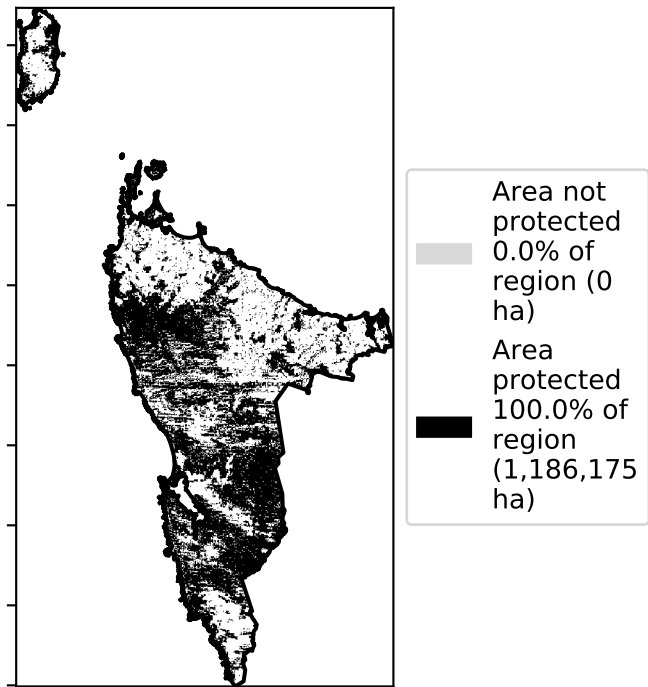 Area not
protected
0.0% of
region (0
ha)
Area
protected
100.0% of
region
(1,186,175
ha)